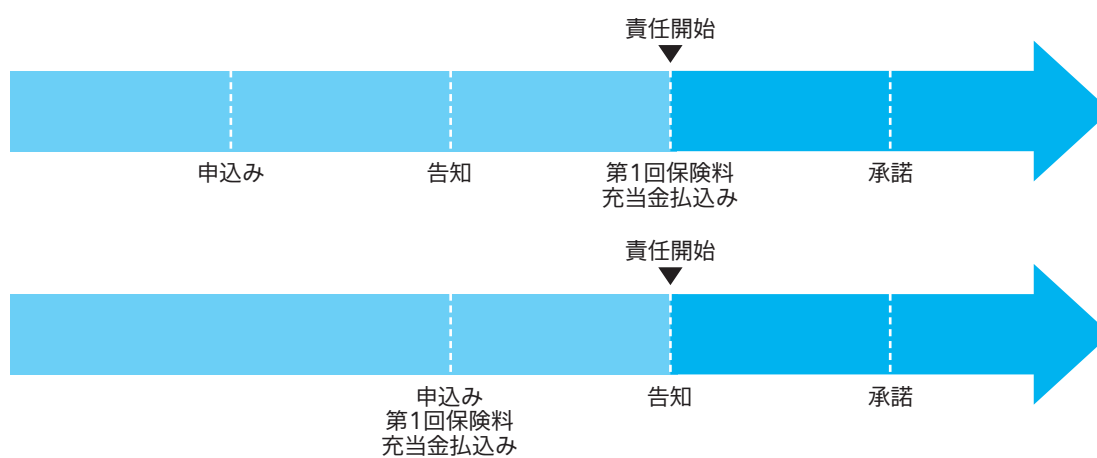 責任開始
申込み
告知
第1回保険料
充当金払込み
承諾
責任開始
申込み
第1回保険料
充当金払込み
告知
承諾